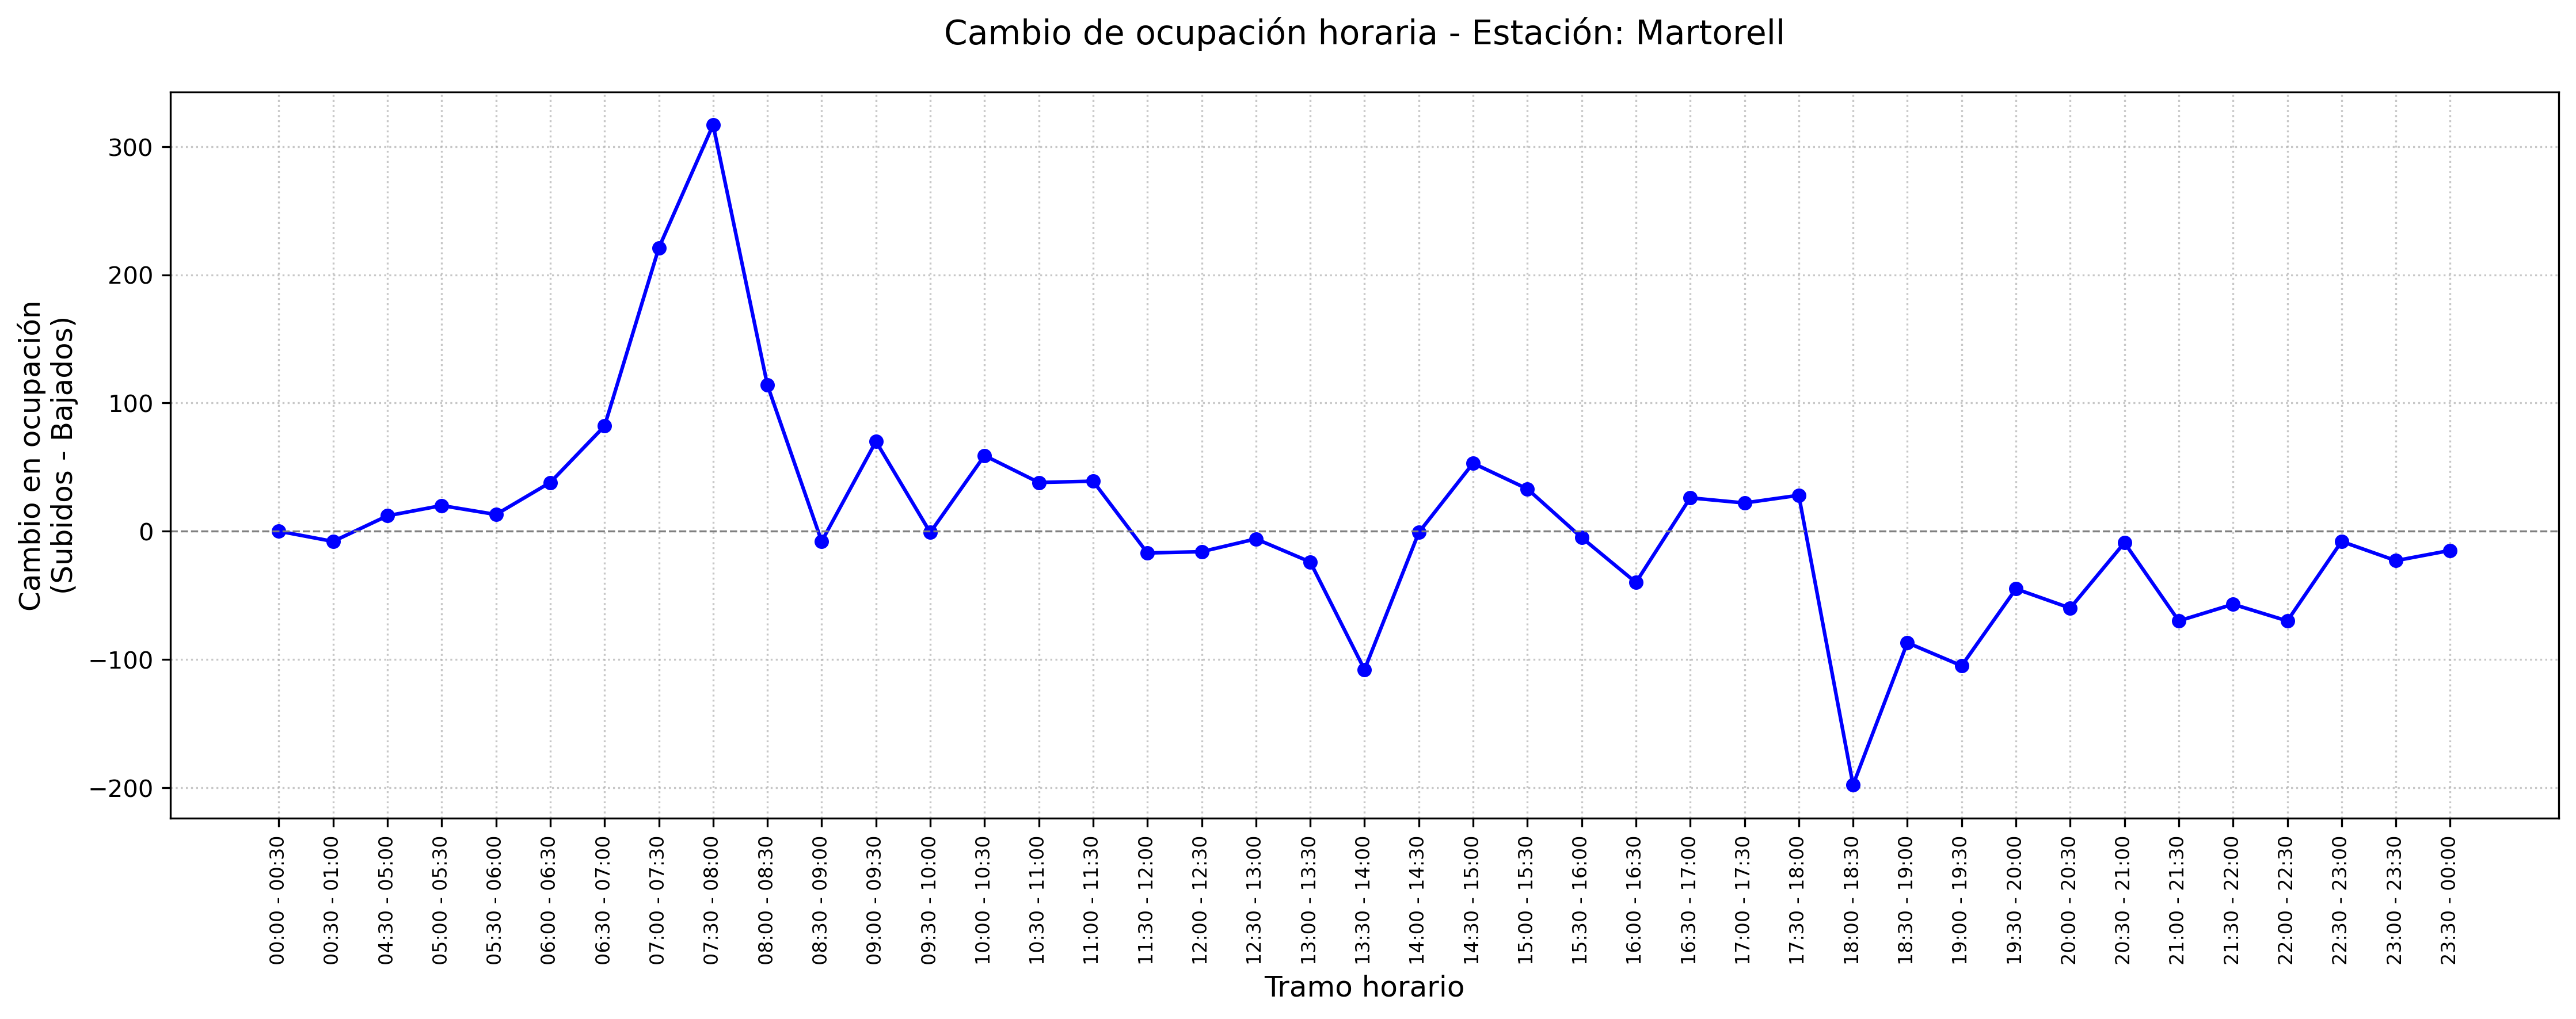 Cambio de ocupación horaria - Estación: Martorell
Cambio en ocupación
(Subidos - Bajados)
300
200
100
0
−100
−200
00:00 - 00:30
00:30 - 01:00
04:30 - 05:00
05:00 - 05:30
05:30 - 06:00
06:00 - 06:30
06:30 - 07:00
07:00 - 07:30
07:30 - 08:00
08:00 - 08:30
08:30 - 09:00
09:00 - 09:30
09:30 - 10:00
10:00 - 10:30
10:30 - 11:00
11:00 - 11:30
11:30 - 12:00
12:00 - 12:30
12:30 - 13:00
13:00 - 13:30
13:30 - 14:00
14:00 - 14:30
14:30 - 15:00
15:00 - 15:30
15:30 - 16:00
16:00 - 16:30
16:30 - 17:00
17:00 - 17:30
17:30 - 18:00
18:00 - 18:30
18:30 - 19:00
19:00 - 19:30
19:30 - 20:00
20:00 - 20:30
20:30 - 21:00
21:00 - 21:30
21:30 - 22:00
22:00 - 22:30
22:30 - 23:00
23:00 - 23:30
23:30 - 00:00
Tramo horario